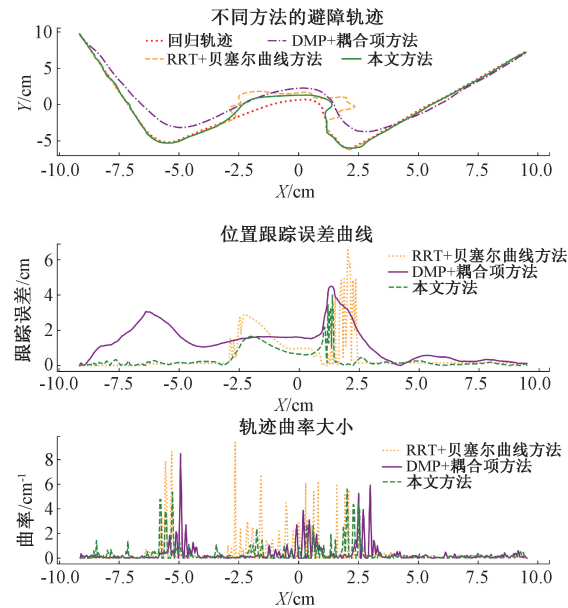 不同方法的避障轨迹
回归轨迹 DMP+耦合项方法
RRT+贝塞尔曲线方法 本文方法
Y/cm
10
5
0
-5
-10.0 -7.5 -5.0 -2.5 0 2.5 5.0 7.5 10.0
X/cm
位置跟踪误差曲线
RRT+贝塞尔曲线方法
DMP+耦合项方法
本文方法
跟踪误差/cm
6
4
2
0
-10.0 -7.5 -5.0 -2.5 0 2.5 5.0 7.5 10.0
X/cm
轨迹曲率大小
RRT+贝塞尔曲线方法
DMP+耦合项方法
本文方法
曲率/cm⁻¹
8
6
4
2
0
-10.0 -7.5 -5.0 -2.5 0 2.5 5.0 7.5 10.0
X/cm